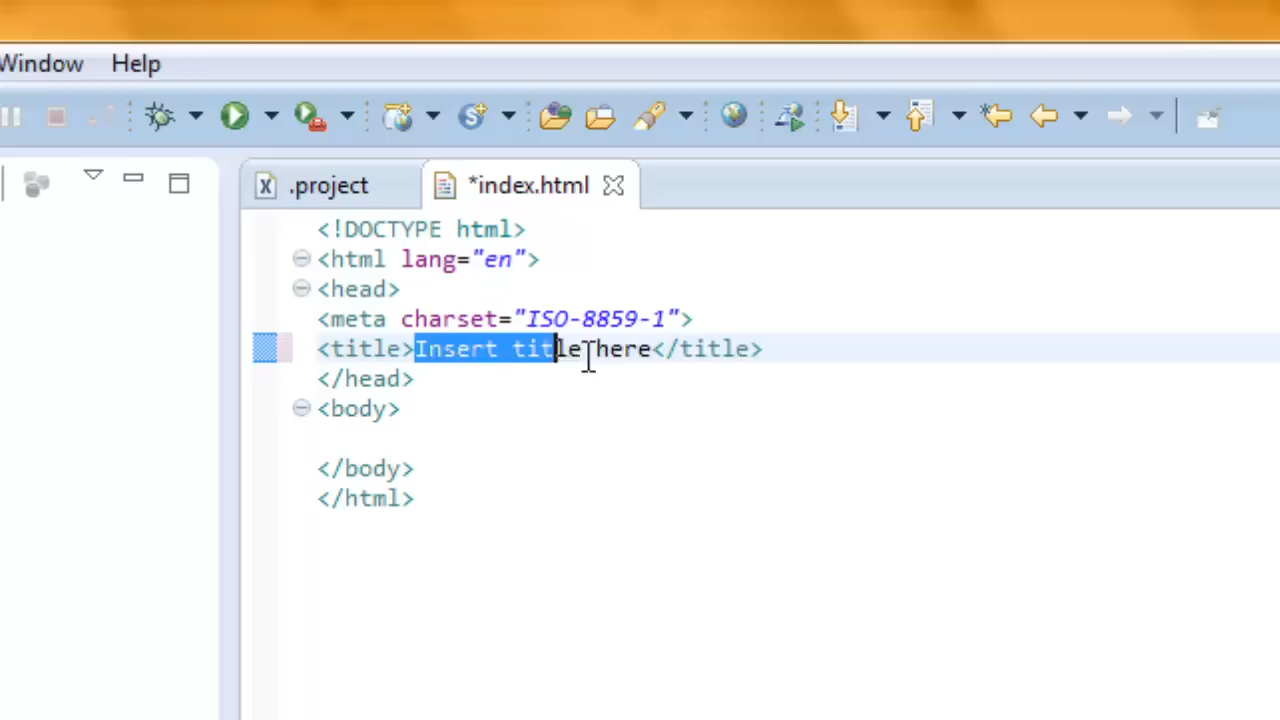 Window Help
.project *index.html
<!DOCTYPE html>
<html lang="en">
<head>
<meta charset="ISO-8859-1">
<title>Insert title here</title>
</head>
<body>
</body>
</html>